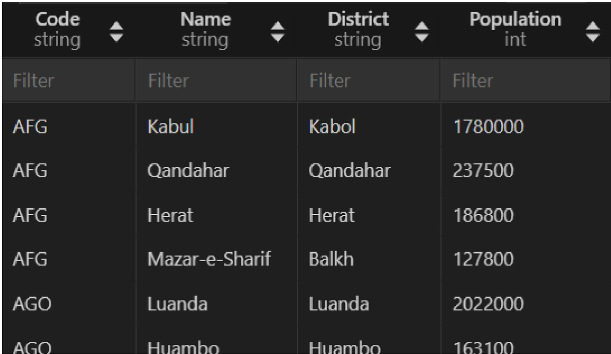 Code Name District Population
string string string int
Filter Filter Filter Filter
AFG Kabul Kabol 1780000
AFG Qandahar Qandahar 237500
AFG Herat Herat 186800
AFG Mazar-e-Sharif Balkh 127800
AGO Luanda Luanda 2022000
AGO Huambo Huambo 163100